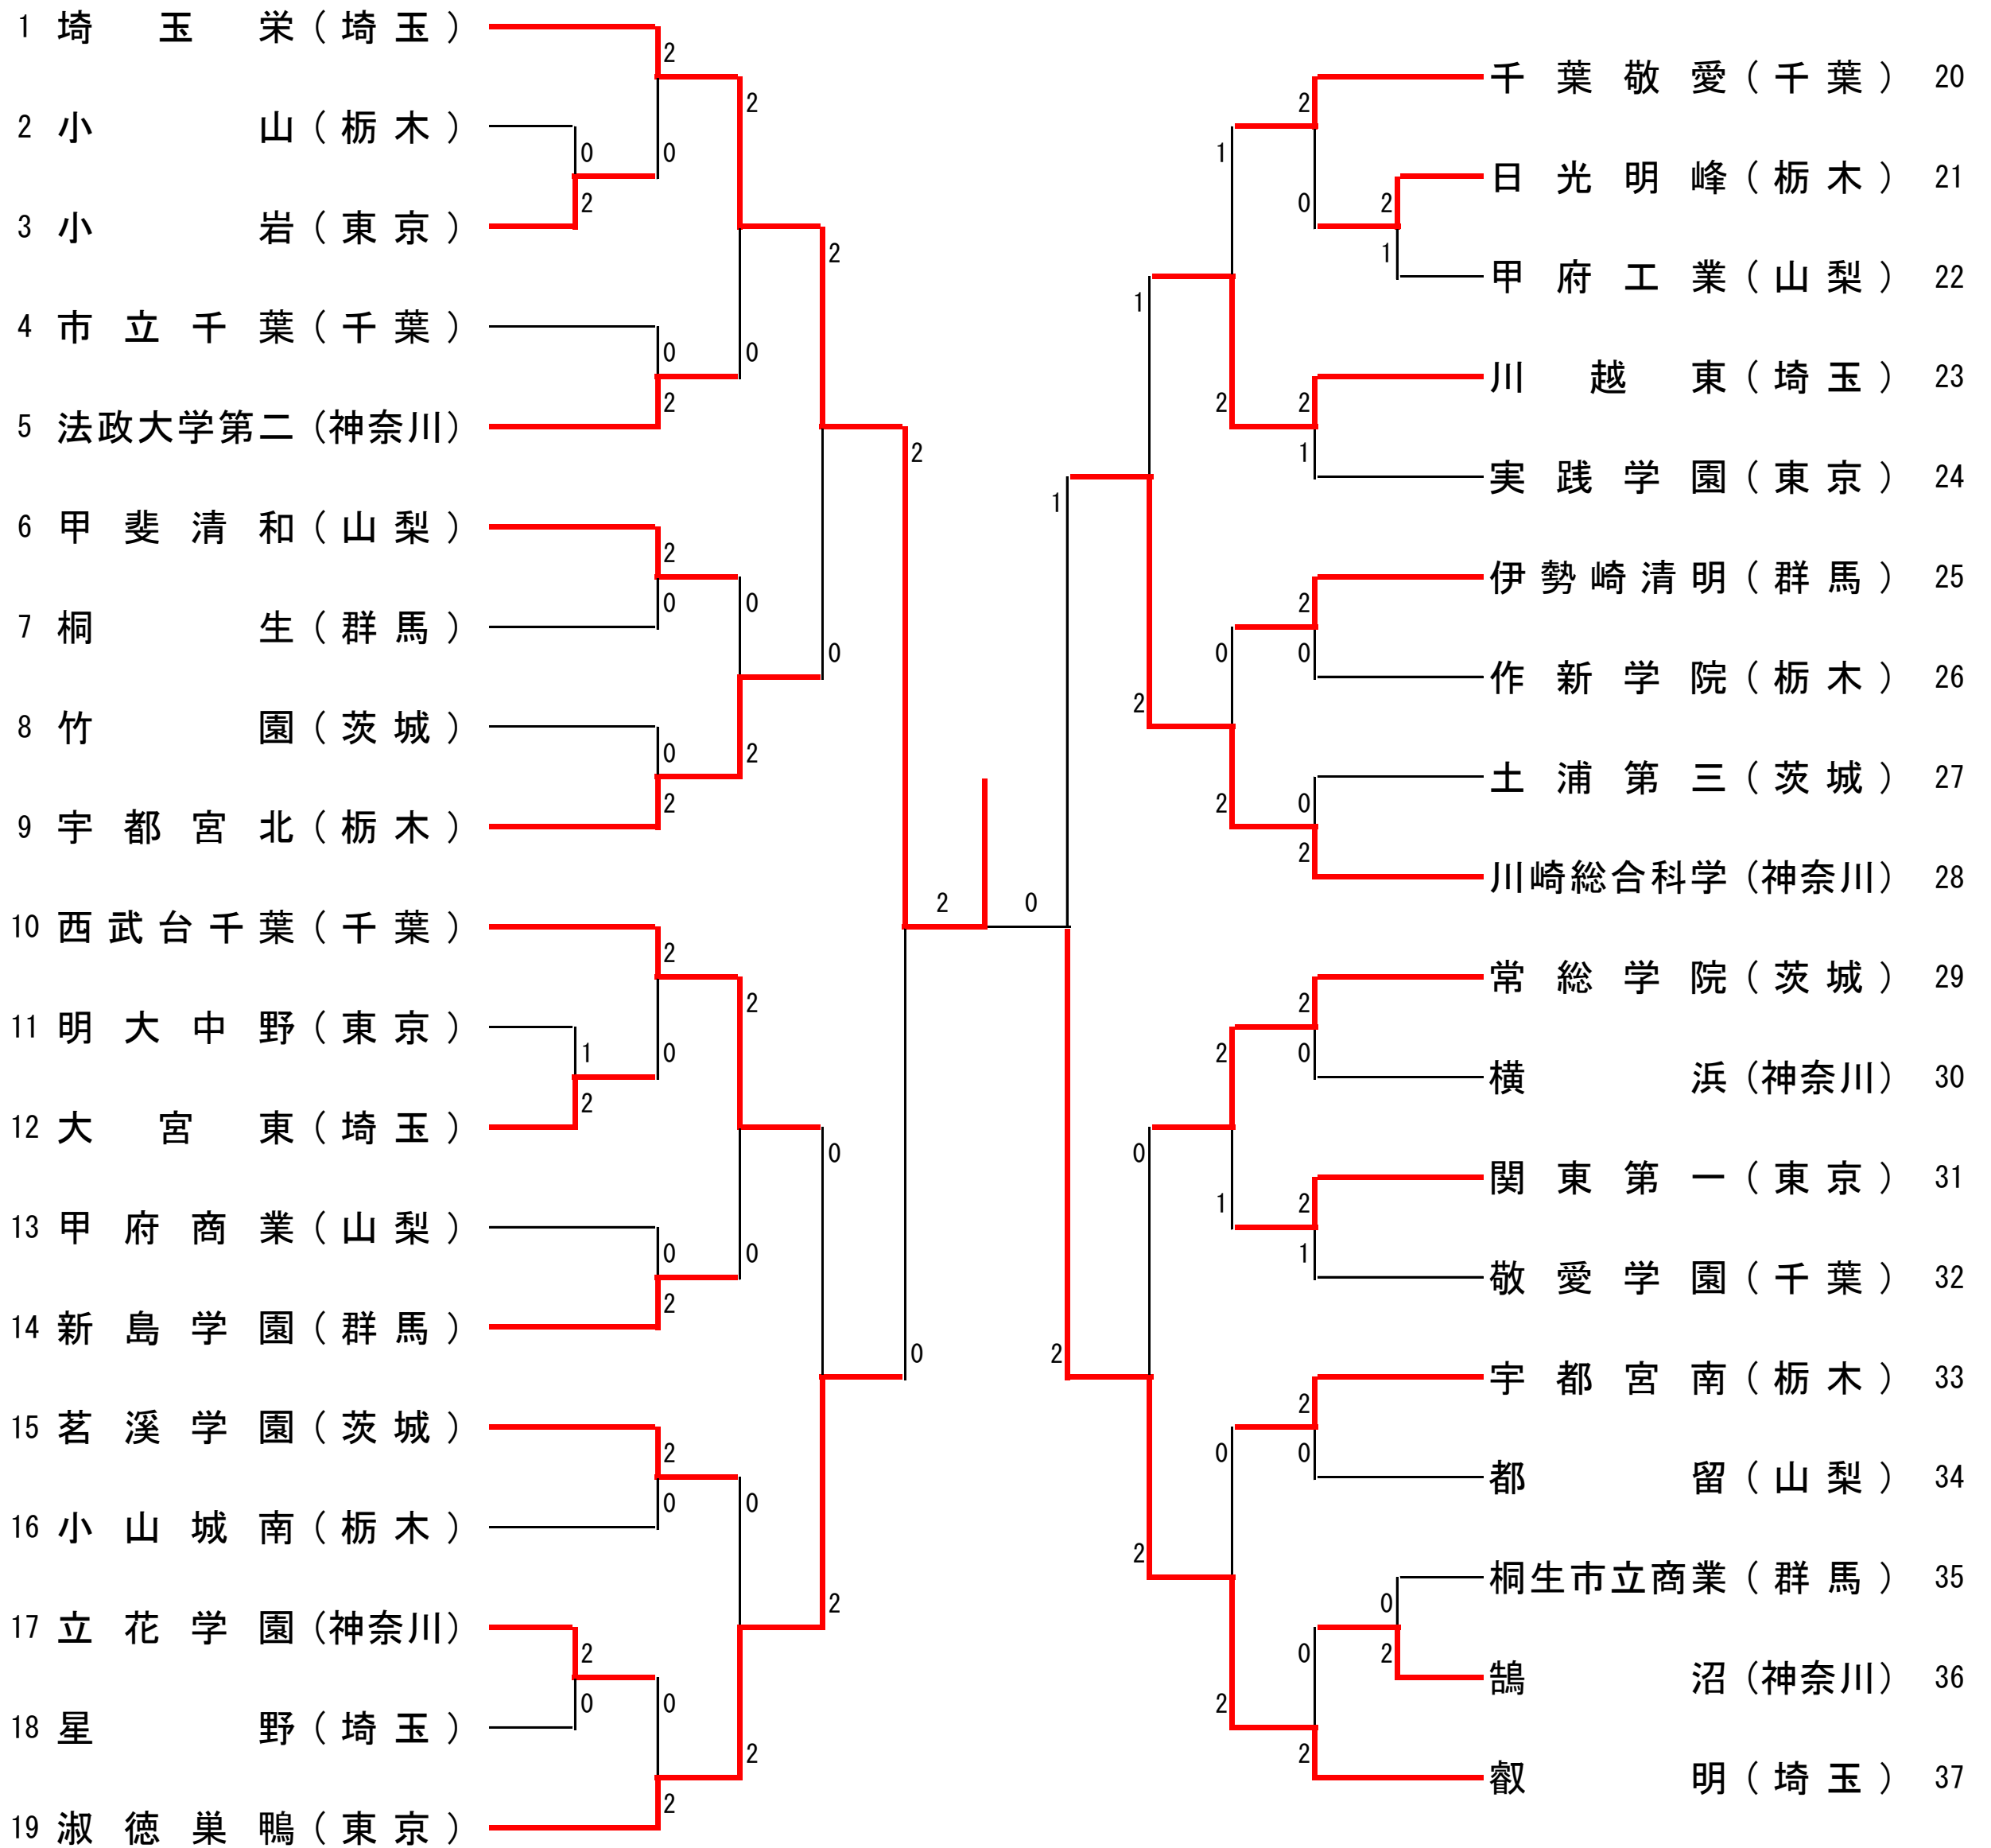 1 埼玉栄(埼玉)
2 小山(栃木)
3 小岩(東京)
4 市立千葉(千葉)
5 法政大学第二(神奈川)
6 甲斐清和(山梨)
7 桐生(群馬)
8 竹園(茨城)
9 宇都宮北(栃木)
10 西武台千葉(千葉)
11 明大中野(東京)
12 大宮東(埼玉)
13 甲府商業(山梨)
14 新島学園(群馬)
15 茗溪学園(茨城)
16 小山城南(栃木)
17 立花学園(神奈川)
18 星野(埼玉)
19 淑徳巣鴨(東京)
0
2
1
2
2
0
2
0
0
2
2
0
0
2
2
0
0
2
2
0
0
2
2
0
0
2
2
0
0
2
2
0
0
2
2
0
2
0
1
2
1
2
0
2
1
2
0
2
2
1
0
2
2
0
2
1
2
0
0
2
2
0
2
1
2
0
0
2
2
1
0
2
千葉敬愛(千葉) 20
日光明峰(栃木) 21
甲府工業(山梨) 22
川越東(埼玉) 23
実践学園(東京) 24
伊勢崎清明(群馬) 25
作新学院(栃木) 26
土浦第三(茨城) 27
川崎総合科学(神奈川) 28
常総学院(茨城) 29
横浜(神奈川) 30
関東第一(東京) 31
敬愛学園(千葉) 32
宇都宮南(栃木) 33
都留(山梨) 34
桐生市立商業(群馬) 35
鵠沼(神奈川) 36
叡明(埼玉) 37